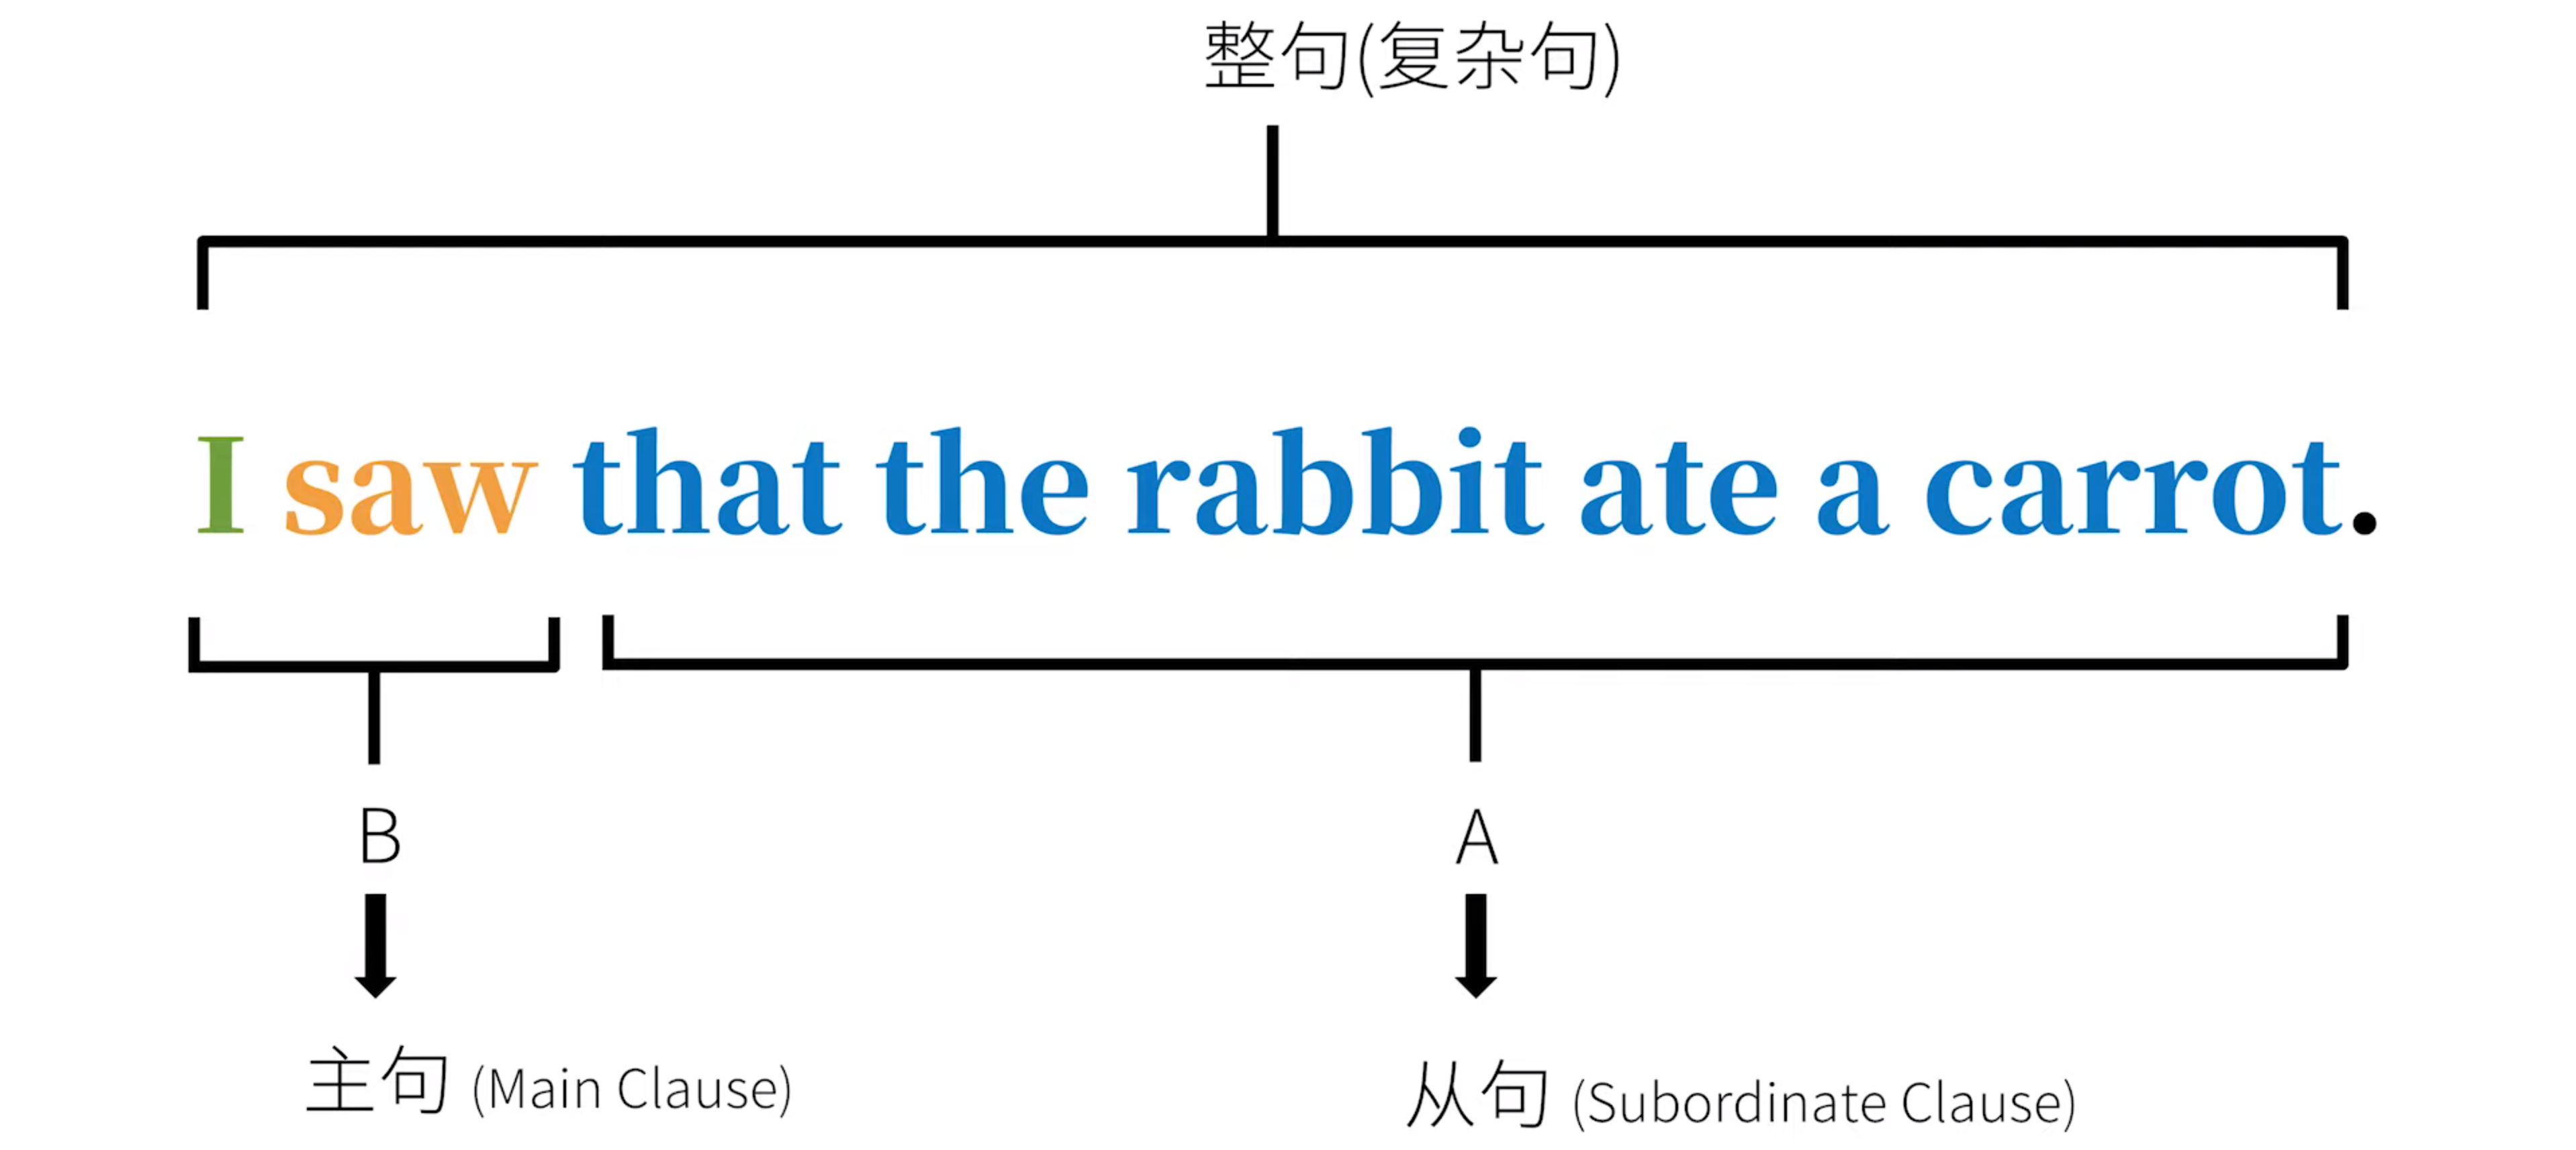 整句(复杂句)
I saw that the rabbit ate a carrot.
B
A
主句 (Main Clause)
从句 (Subordinate Clause)